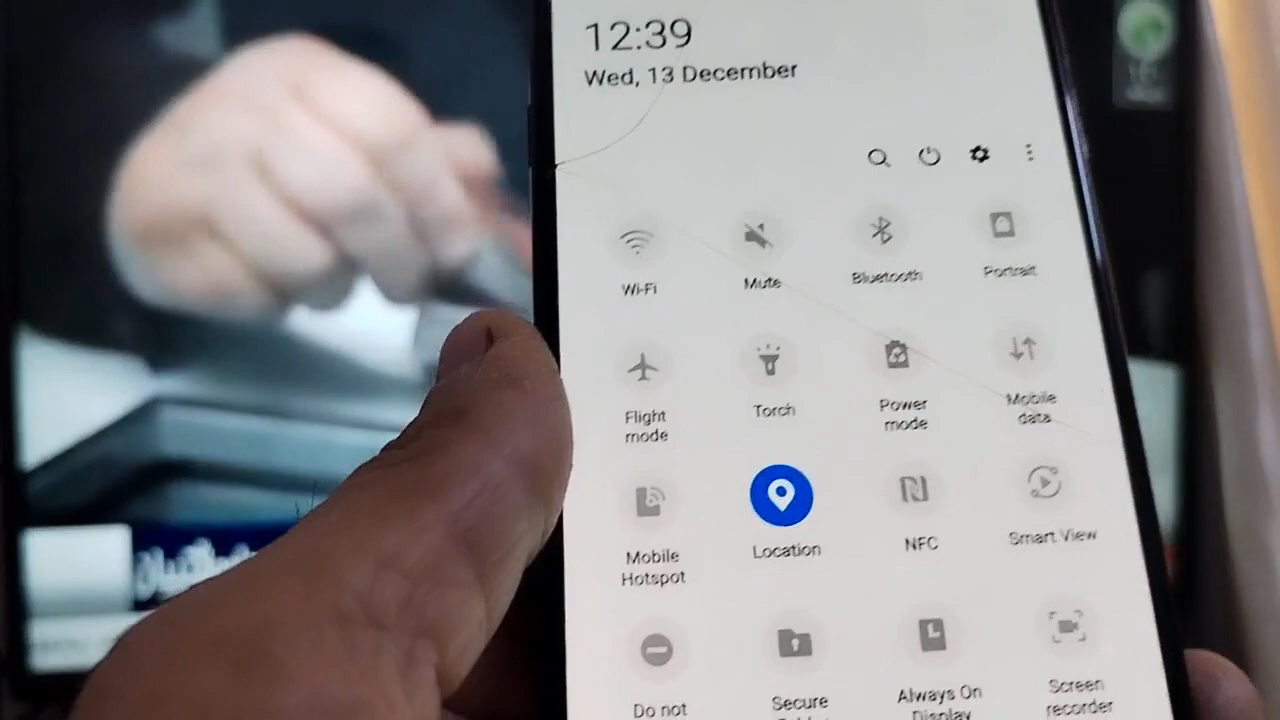 12:39
Wed, 13 December
Wi-Fi
Mute
Bluetooth
Portrait
Flight
mode
Torch
Power
mode
Mobile
data
Mobile
Hotspot
Location
NFC
Smart View
Do not
Secure
Always On
Display
Screen
recorder